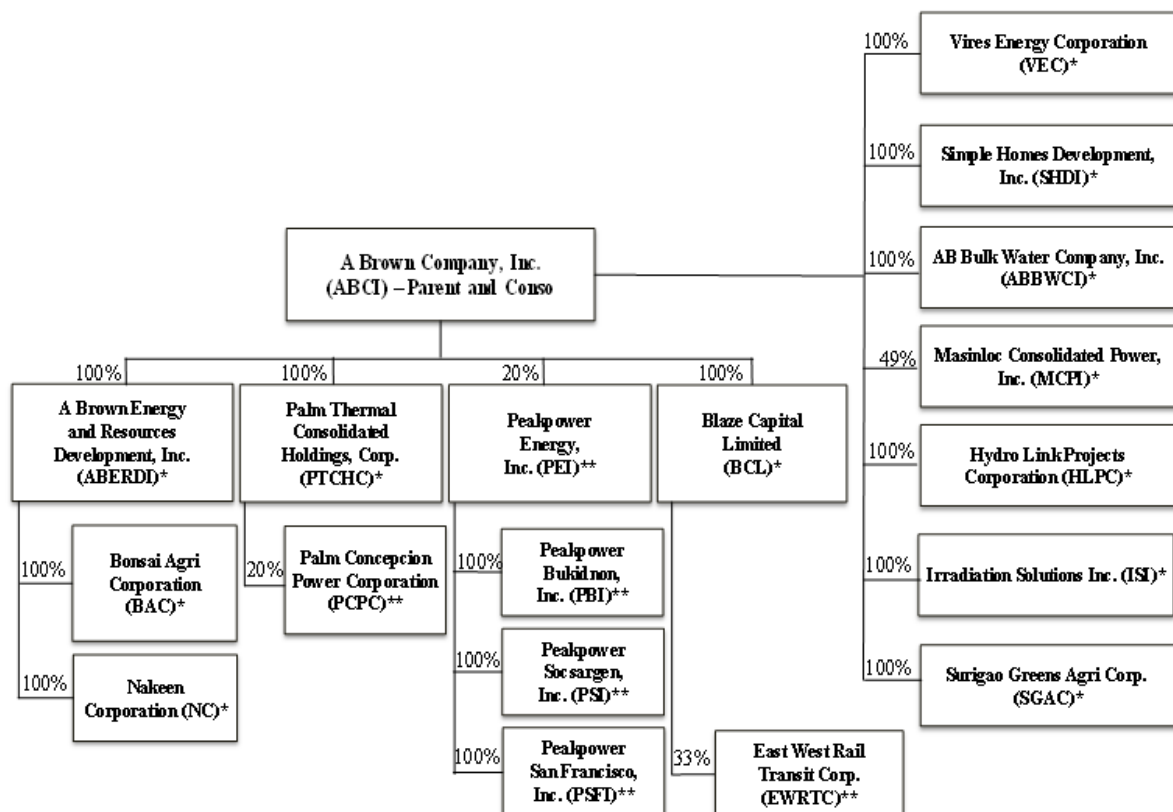 100%
Vires Energy Corporation
(VEC)*
100%
Simple Homes Development,
Inc. (SHDI)*
A Brown Company, Inc.
(ABCI) – Parent and Conso
100%
AB Bulk Water Company, Inc.
(ABBWCI)*
49%
Masinloc Consolidated Power,
Inc. (MCPI)*
100%
Hydro Link Projects
Corporation (HLPC)*
100%
Irradiation Solutions Inc. (ISI)*
100%
Surigao Greens Agri Corp.
(SGAC)*
100%
A Brown Energy
and Resources
Development, Inc.
(ABERDI)*
100%
Palm Thermal
Consolidated
Holdings, Corp.
(PTCHC)*
20%
Peakpower
Energy,
Inc. (PEI)**
100%
Blaze Capital
Limited
(BCL)*
100%
Bonsai Agri
Corporation
(BAC)*
100%
Nakeen
Corporation (NC)*
20%
Palm Concepcion
Power Corporation
(PCPC)**
100%
Peakpower
Bukidnon,
Inc. (PBI)**
100%
Peakpower
Socsargen,
Inc. (PSI)**
100%
Peakpower
San Francisco,
Inc. (PSFI)**
33%
East West Rail
Transit Corp.
(EWRTC)**